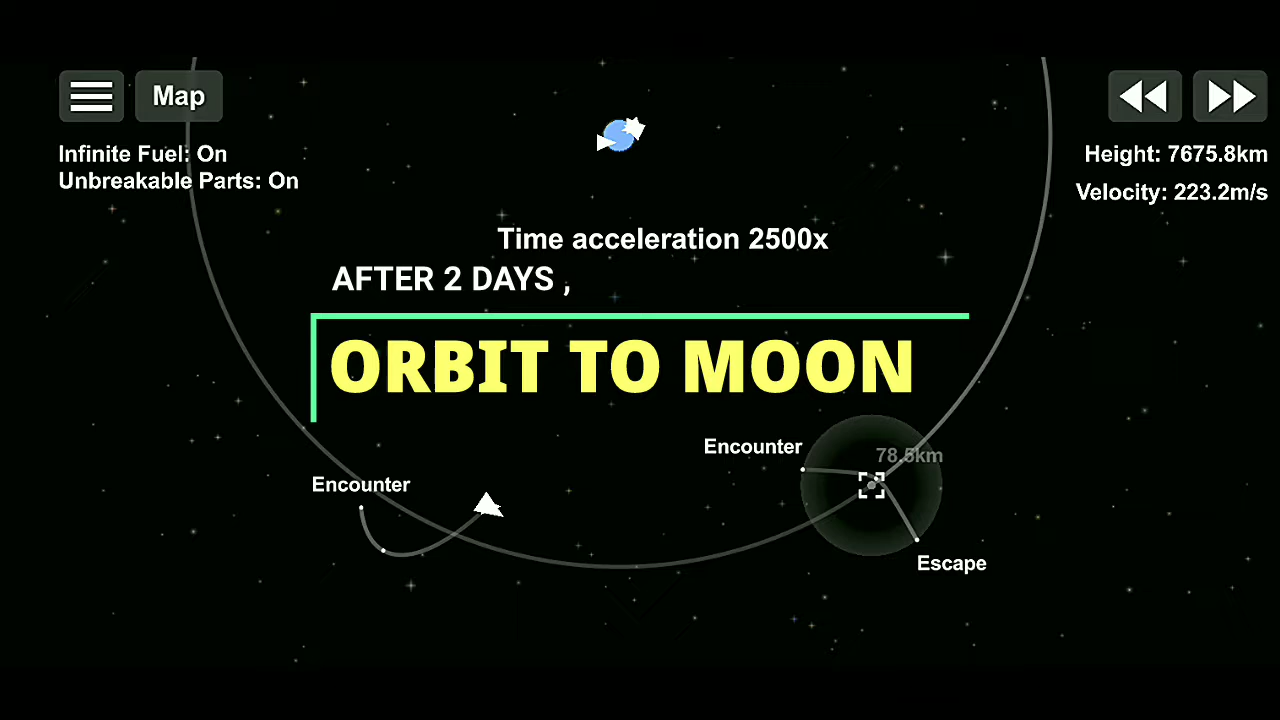 Map
Infinite Fuel: On
Unbreakable Parts: On
Height: 7675.8km
Velocity: 223.2m/s
Time acceleration 2500x
AFTER 2 DAYS ,
ORBIT TO MOON
Encounter
78.5km
Encounter
Escape